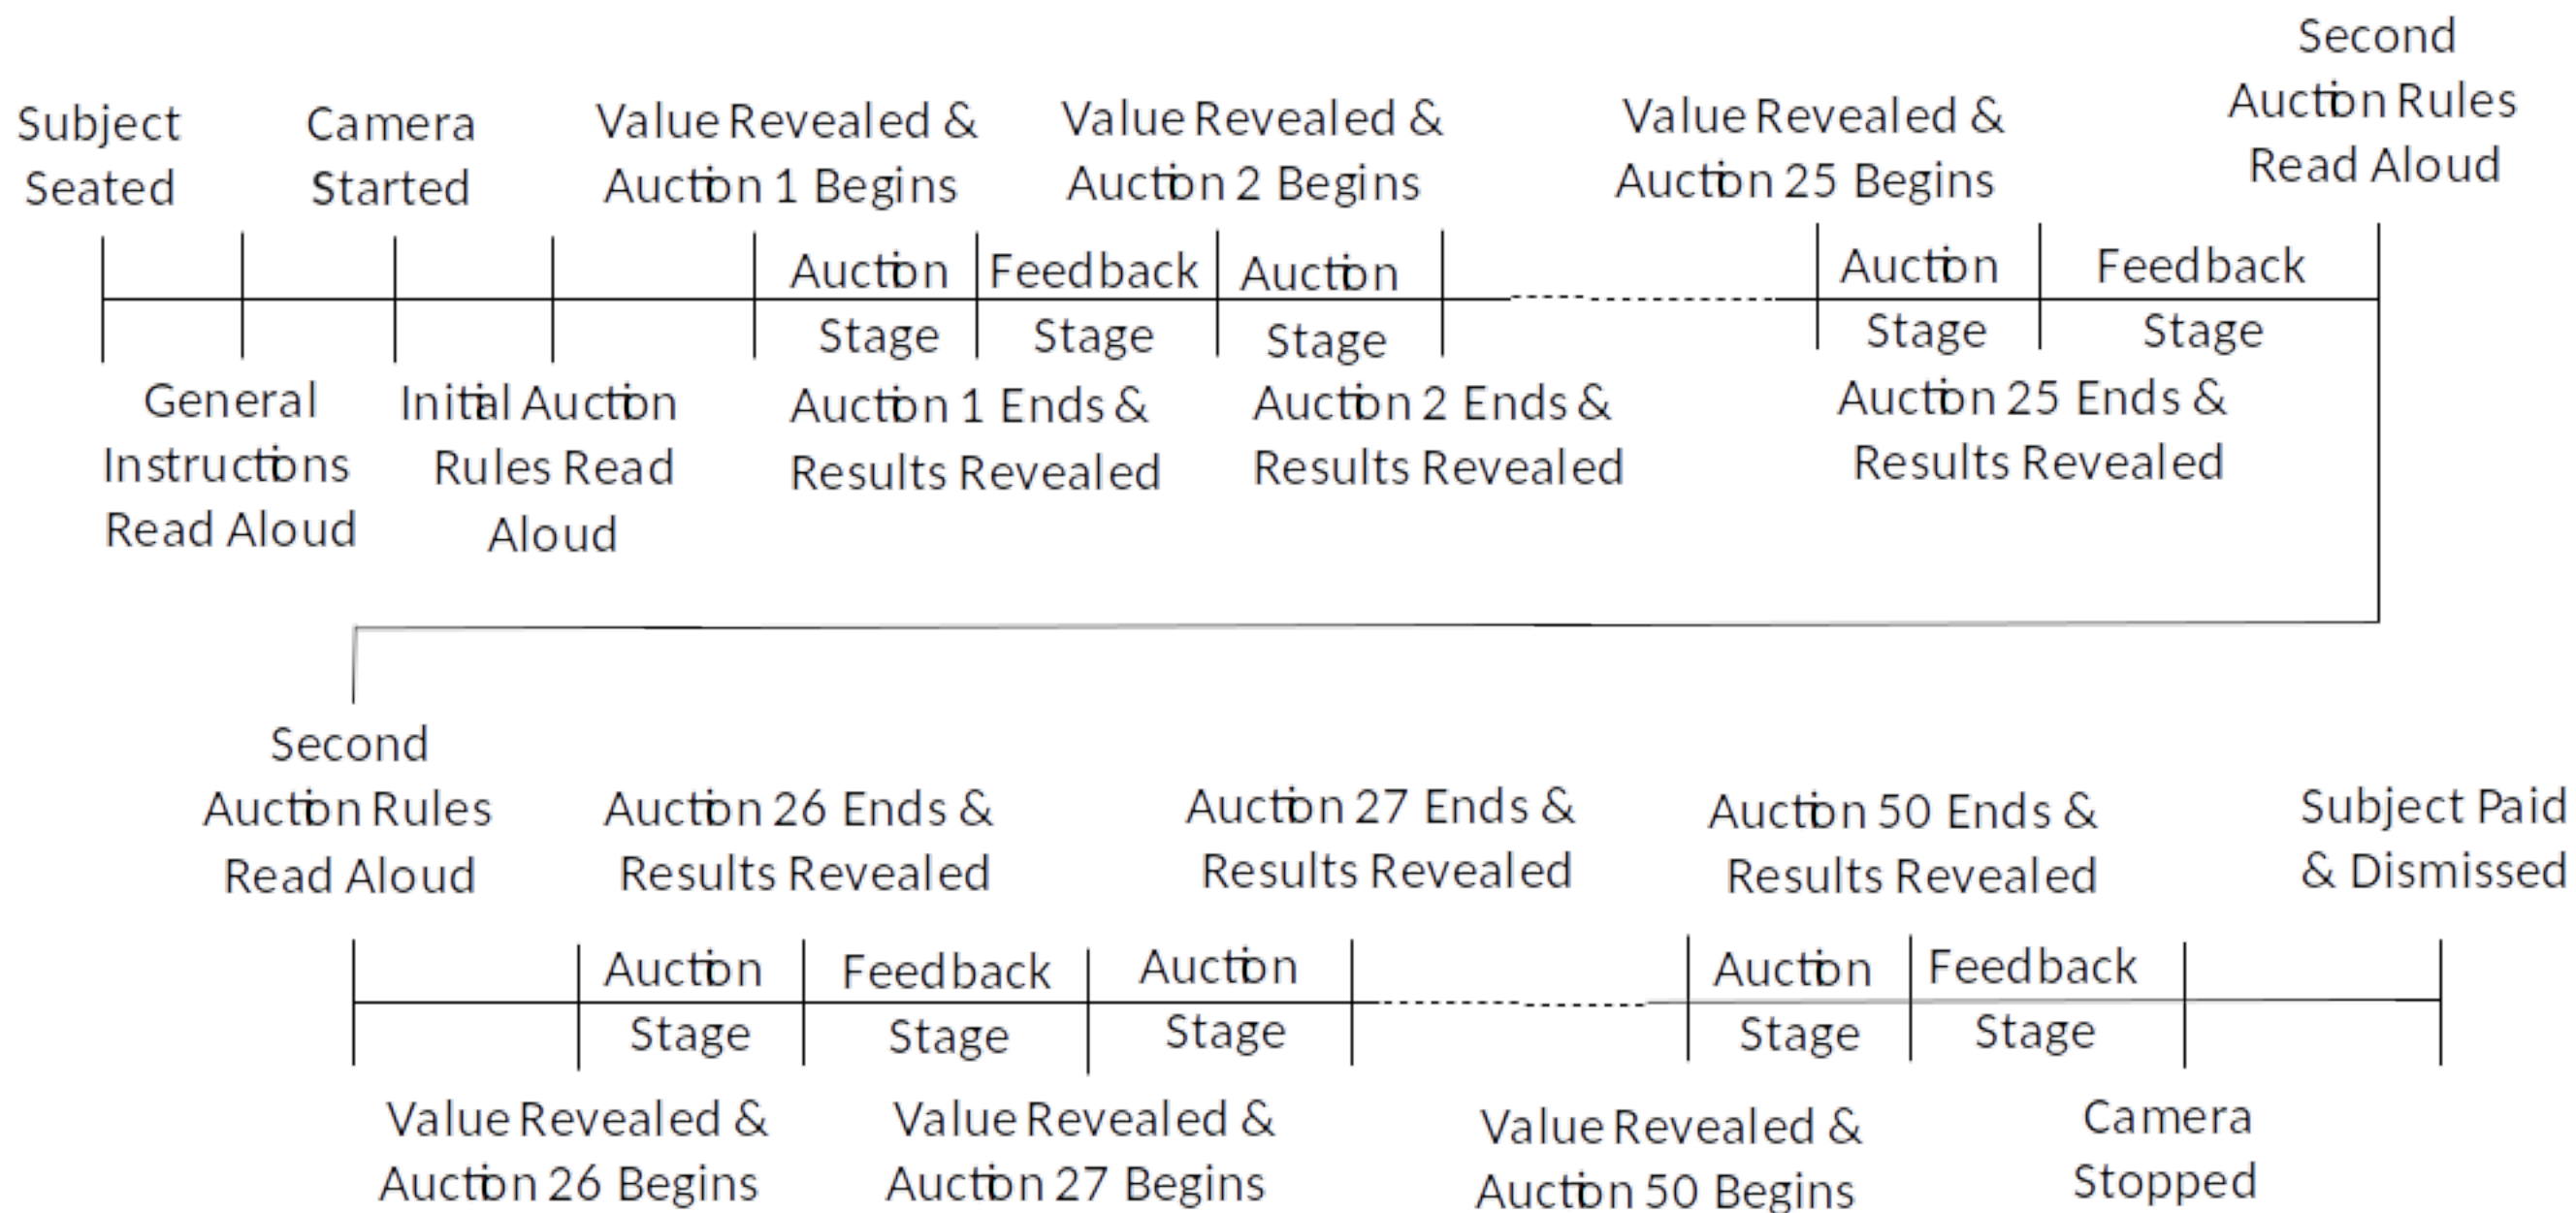 Subject
Seated
Camera
Started
Value Revealed &
Auction 1 Begins
Value Revealed &
Auction 2 Begins
Value Revealed &
Auction 25 Begins
Second
Auction Rules
Read Aloud
Auction
Stage
Feedback
Stage
Auction
Stage
Auction
Stage
Feedback
Stage
General
Instructions
Read Aloud
Initial Auction
Rules Read
Aloud
Auction 1 Ends &
Results Revealed
Auction 2 Ends &
Results Revealed
Auction 25 Ends &
Results Revealed
Second
Auction Rules
Read Aloud
Auction 26 Ends &
Results Revealed
Auction 27 Ends &
Results Revealed
Auction 50 Ends &
Results Revealed
Subject Paid
& Dismissed
Auction
Stage
Feedback
Stage
Auction
Stage
Auction
Stage
Feedback
Stage
Value Revealed &
Auction 26 Begins
Value Revealed &
Auction 27 Begins
Value Revealed &
Auction 50 Begins
Camera
Stopped